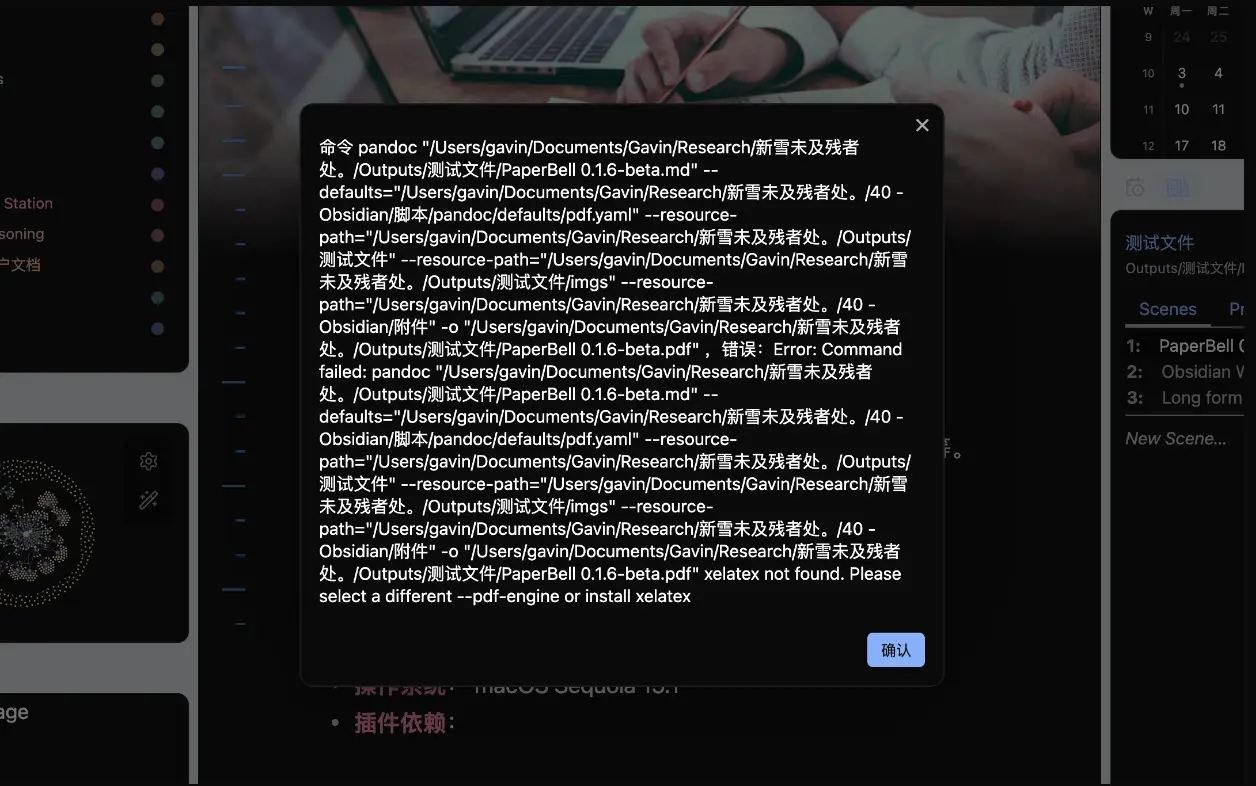 W 周一 周二
9 24 25
10 3 4
11 10 11
12 17 18
s
Station
soning
户文档
age
命令 pandoc "/Users/gavin/Documents/Gavin/Research/新雪未及残者
处。/Outputs/测试文件/PaperBell 0.1.6-beta.md" --
defaults="/Users/gavin/Documents/Gavin/Research/新雪未及残者处。/40 -
Obsidian/脚本/pandoc/defaults/pdf.yaml" --resource-
path="/Users/gavin/Documents/Gavin/Research/新雪未及残者处。/Outputs/
测试文件" --resource-path="/Users/gavin/Documents/Gavin/Research/新雪
未及残者处。/Outputs/测试文件/imgs" --resource-
path="/Users/gavin/Documents/Gavin/Research/新雪未及残者处。/40 -
Obsidian/附件" -o "/Users/gavin/Documents/Gavin/Research/新雪未及残者
处。/Outputs/测试文件/PaperBell 0.1.6-beta.pdf" ，错误：Error: Command
failed: pandoc "/Users/gavin/Documents/Gavin/Research/新雪未及残者
处。/Outputs/测试文件/PaperBell 0.1.6-beta.md" --
defaults="/Users/gavin/Documents/Gavin/Research/新雪未及残者处。/40 -
Obsidian/脚本/pandoc/defaults/pdf.yaml" --resource-
path="/Users/gavin/Documents/Gavin/Research/新雪未及残者处。/Outputs/
测试文件" --resource-path="/Users/gavin/Documents/Gavin/Research/新雪
未及残者处。/Outputs/测试文件/imgs" --resource-
path="/Users/gavin/Documents/Gavin/Research/新雪未及残者处。/40 -
Obsidian/附件" -o "/Users/gavin/Documents/Gavin/Research/新雪未及残者
处。/Outputs/测试文件/PaperBell 0.1.6-beta.pdf" xelatex not found. Please
select a different --pdf-engine or install xelatex
确认
操作系统： macOS Sequoia 15.1
• 插件依赖：
测试文件
Outputs/测试文件/
Scenes Pr
1: PaperBell
2: Obsidian W
3: Long form
New Scene...